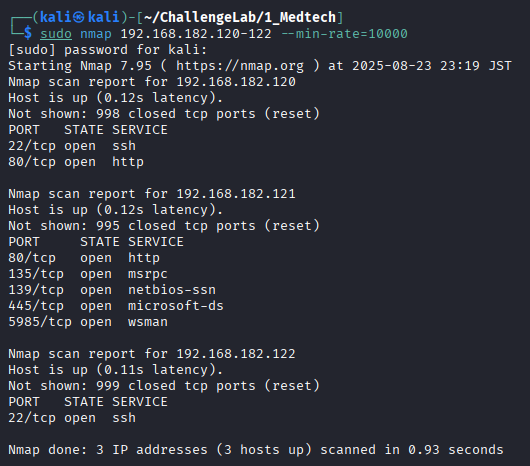 ┌──(kali㉿kali)-[~/ChallengeLab/1_Medtech]
└─$ sudo nmap 192.168.182.120-122 --min-rate=10000
[sudo] password for kali:
Starting Nmap 7.95 ( https://nmap.org ) at 2025-08-23 23:19 JST
Nmap scan report for 192.168.182.120
Host is up (0.12s latency).
Not shown: 998 closed tcp ports (reset)
PORT   STATE SERVICE
22/tcp open  ssh
80/tcp open  http

Nmap scan report for 192.168.182.121
Host is up (0.12s latency).
Not shown: 995 closed tcp ports (reset)
PORT     STATE SERVICE
80/tcp   open  http
135/tcp  open  msrpc
139/tcp  open  netbios-ssn
445/tcp  open  microsoft-ds
5985/tcp open  wsman

Nmap scan report for 192.168.182.122
Host is up (0.11s latency).
Not shown: 999 closed tcp ports (reset)
PORT   STATE SERVICE
22/tcp open  ssh

Nmap done: 3 IP addresses (3 hosts up) scanned in 0.93 seconds